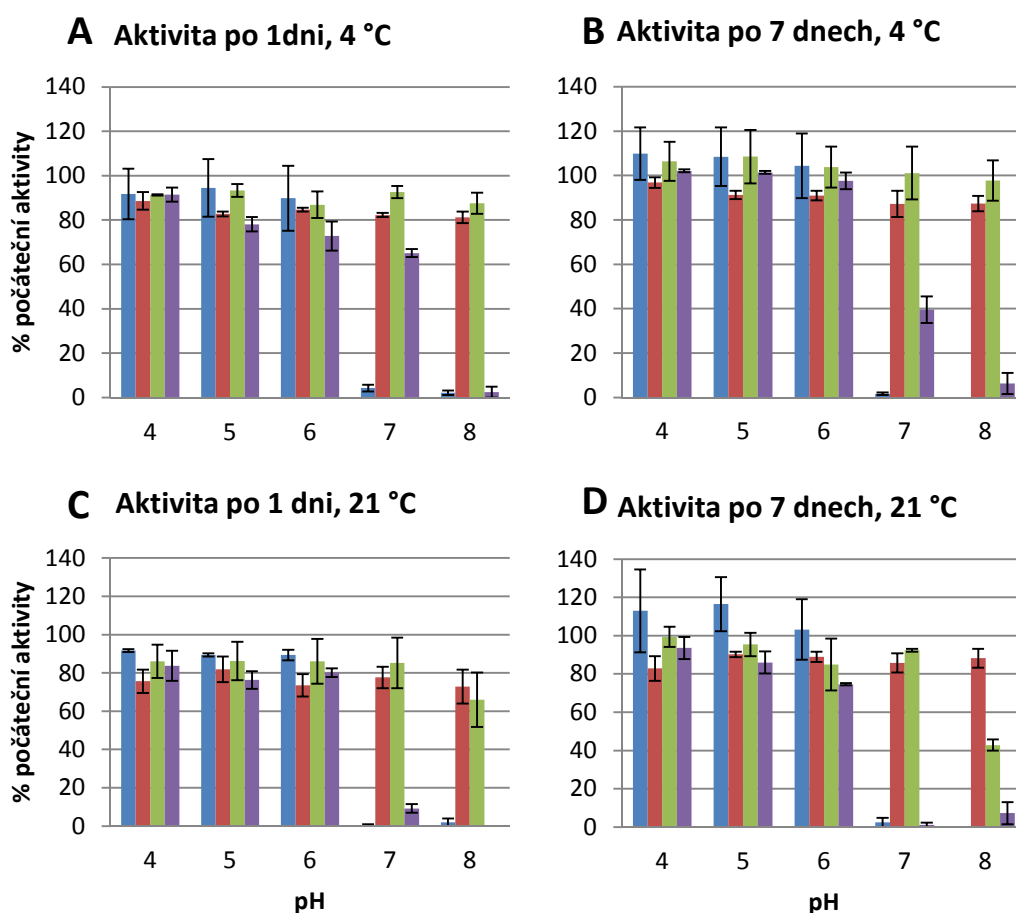 A Aktivita po 1dni, 4 °C
% počáteční aktivity
140
120
100
80
60
40
20
0
4 5 6 7 8
B Aktivita po 7 dnech, 4 °C
140
120
100
80
60
40
20
0
4 5 6 7 8
C Aktivita po 1 dni, 21 °C
% počáteční aktivity
140
120
100
80
60
40
20
0
4 5 6 7 8
pH
D Aktivita po 7 dnech, 21 °C
140
120
100
80
60
40
20
0
4 5 6 7 8
pH